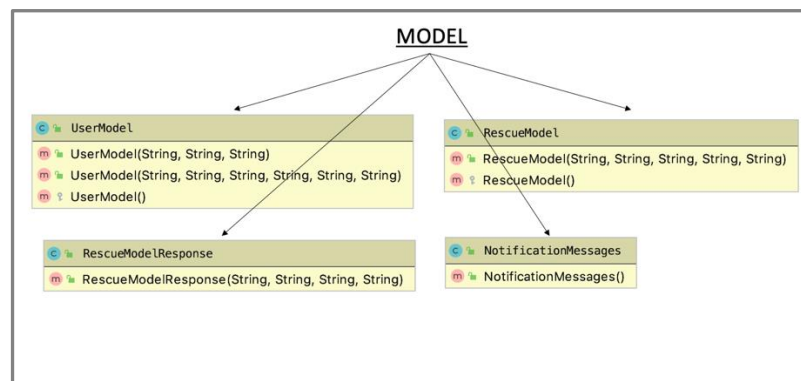 MODEL
UserModel
UserModel(String, String, String)
UserModel(String, String, String, String, String, String)
UserModel()
RescueModel
RescueModel(String, String, String, String, String)
RescueModel()
RescueModelResponse
RescueModelResponse(String, String, String, String)
NotificationMessages
NotificationMessages()